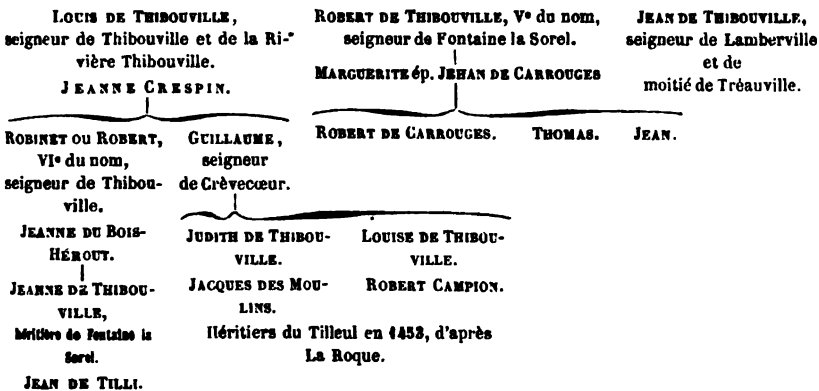 LOUIS DE THIBOUVILLE,
seigneur de Thibouville et de la Ri-
vière Thibouville.
JEANNE CRESPIN.
ROBERT DE THIBOUVILLE, Ve du nom,
seigneur de Fontaine la Sorel.
MARGUERITE ép. JEHAN DE CARROUGES
JEAN DE THIBOUVILLE,
seigneur de Lamberville
et de
moitié de Tréauville.
ROBINET OU ROBERT,
VIe du nom,
seigneur de Thibou-
ville.
JEANNE DU BOIS-
HÉROUT.
JEANNE DE THIBOU-
VILLE,
héritière de Fontaine la
Sorel.
JEAN DE TILLI.
GUILLAUME,
seigneur
de Crèvecœur.
ROBERT DE CARROUGES. THOMAS. JEAN.
JUDITH DE THIBOU-
VILLE.
JACQUES DES MOU-
LINS.
LOUISE DE THIBOU-
VILLE.
ROBERT CAMPION.
Héritiers du Tilleul en 1453, d'après
La Roque.